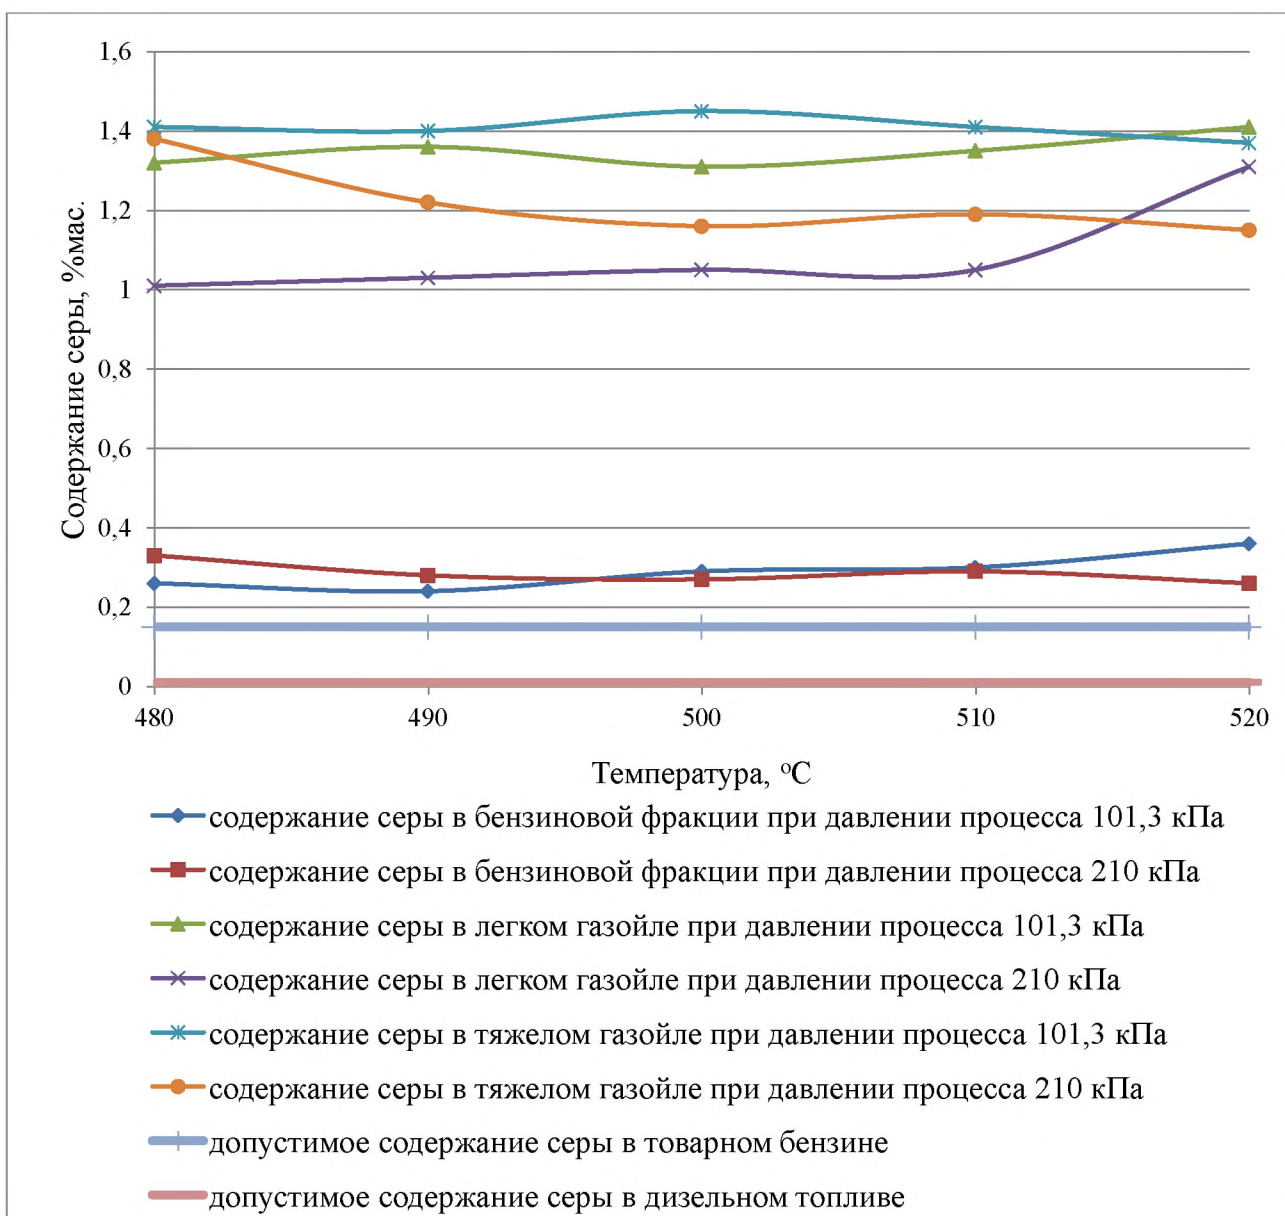 Содержание серы, %мас.
1,6
1,4
1,2
1
0,8
0,6
0,4
0,2
0
480 490 500 510 520
Температура, °C
содержание серы в бензиновой фракции при давлении процесса 101,3 кПа
содержание серы в бензиновой фракции при давлении процесса 210 кПа
содержание серы в легком газойле при давлении процесса 101,3 кПа
содержание серы в легком газойле при давлении процесса 210 кПа
содержание серы в тяжелом газойле при давлении процесса 101,3 кПа
содержание серы в тяжелом газойле при давлении процесса 210 кПа
допустимое содержание серы в товарном бензине
допустимое содержание серы в дизельном топливе